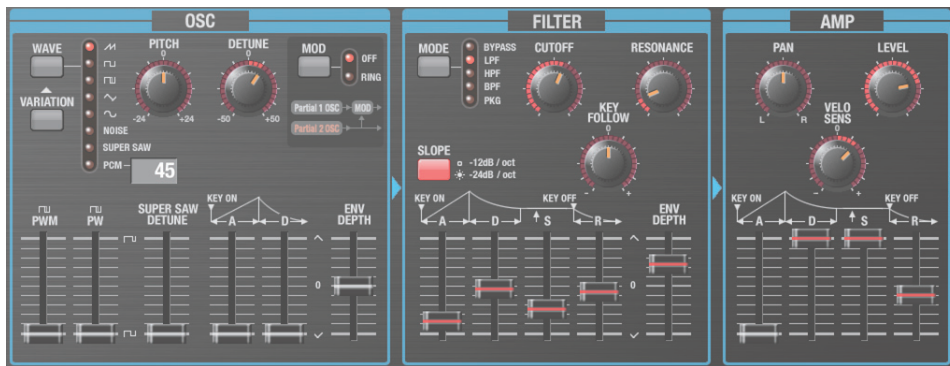 OSC
WAVE
PITCH
0
-24 +24
DETUNE
0
-50 +50
MOD
OFF
RING
VARIATION
NOISE
SUPER SAW
PCM
45
Partial 1 OSC MOD
Partial 2 OSC
PWM
PW
SUPER SAW
DETUNE
KEY ON
A D
ENV
DEPTH
0
FILTER
MODE
BYPASS
LPF
HPF
BPF
PKG
CUTOFF
RESONANCE
KEY
FOLLOW
0
- +
SLOPE
-12dB / oct
-24dB / oct
KEY ON KEY OFF
A D S R
ENV
DEPTH
0
AMP
PAN
0
L R
LEVEL
VELO
SENS
0
- +
KEY ON KEY OFF
A D S R